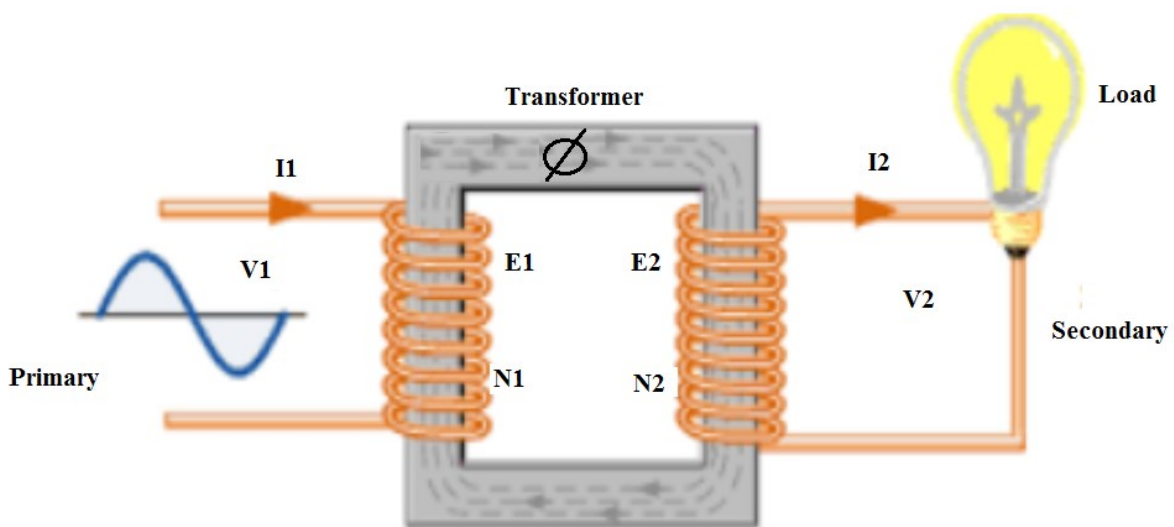 Transformer
Load
I1
I2
V1
E1
E2
V2
Secondary
Primary
N1
N2
Ø